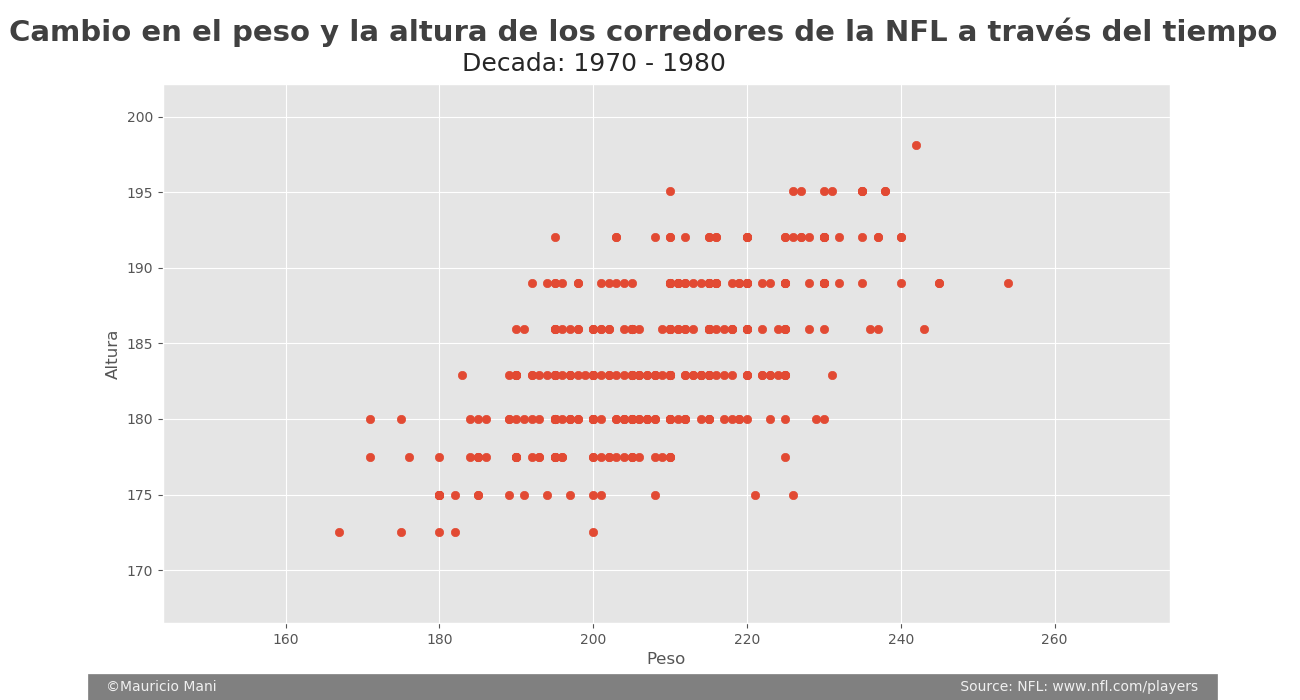 Cambio en el peso y la altura de los corredores de la NFL a través del tiempo
Decada: 1970 - 1980
200
195
190
185
180
175
170
Altura
160 180 200 220 240 260
Peso
©Mauricio Mani Source: NFL: www.nfl.com/players